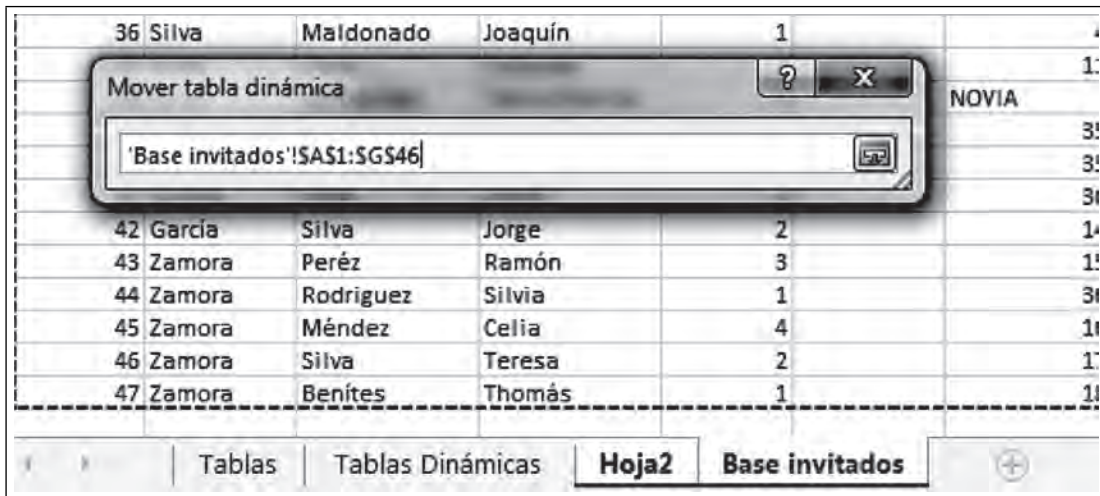 36 Silva Maldonado Joaquín 1
Mover tabla dinámica
NOVIA
'Base invitados'!$A$1:$G$46
42 García Silva Jorge 2
43 Zamora Peréz Ramón 3
44 Zamora Rodriguez Silvia 1
45 Zamora Méndez Celia 4
46 Zamora Silva Teresa 2
47 Zamora Benítes Thomás 1
Tablas Tablas Dinámicas Hoja2 Base invitados